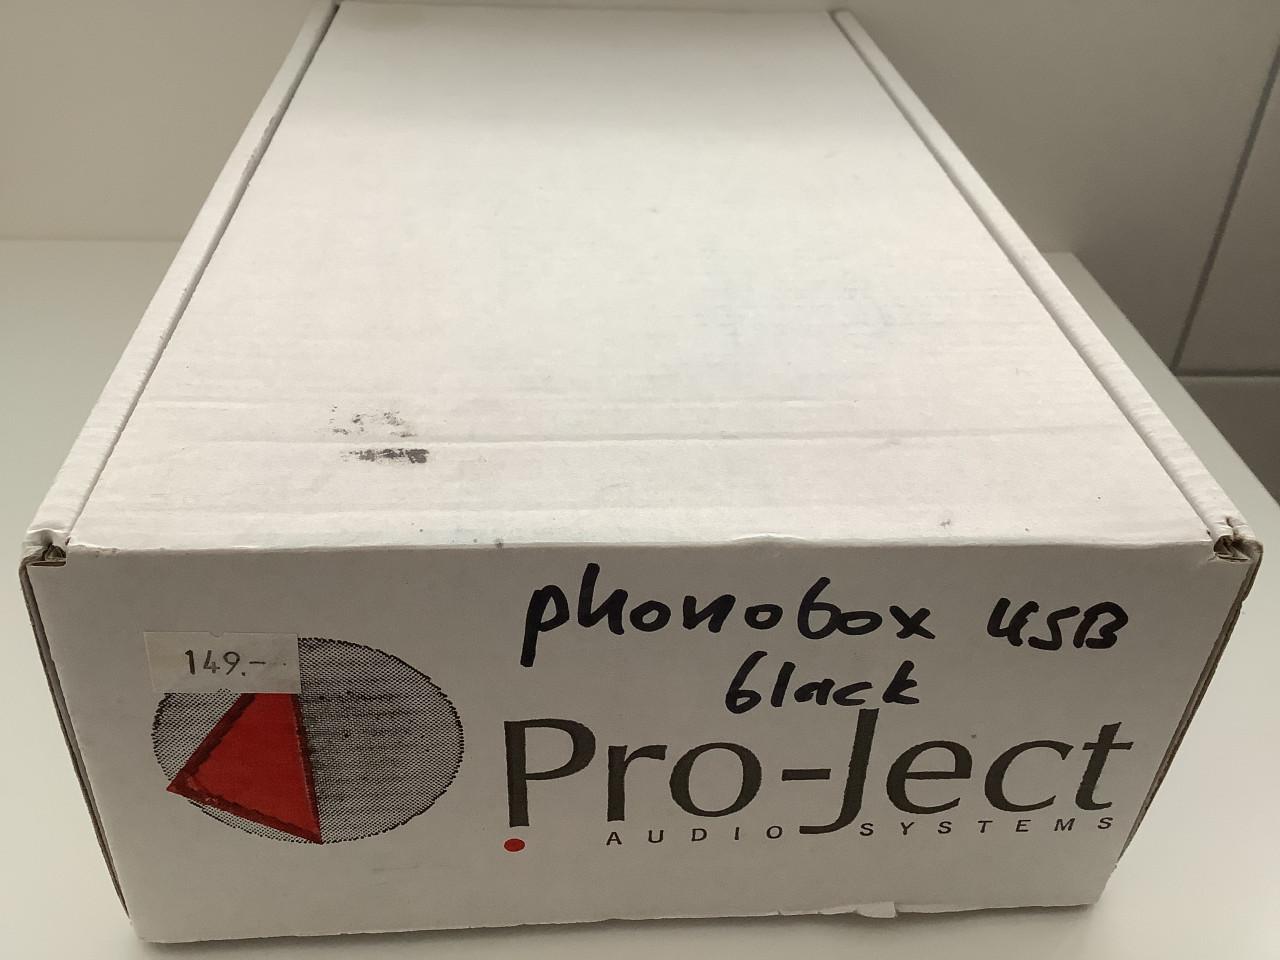 phonobox USB
black
149.-
Pro-Ject
AUDIO SYSTEMS